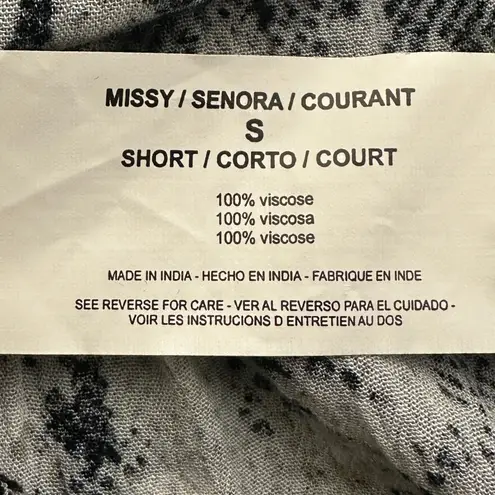 MISSY / SENORA / COURANT
S
SHORT / CORTO / COURT
100% viscose
100% viscosa
100% viscose
MADE IN INDIA - HECHO EN INDIA - FABRIQUE EN INDE
SEE REVERSE FOR CARE - VER AL REVERSO PARA EL CUIDADO -
VOIR LES INSTRUCIONS D ENTRETIEN AU DOS